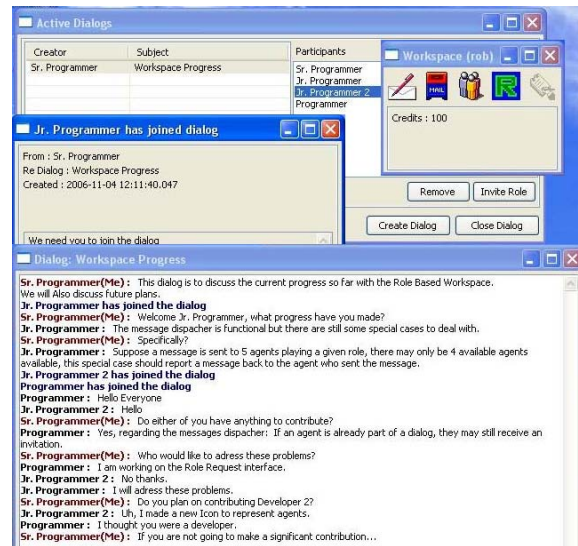 Active Dialogs
Creator Subject
Sr. Programmer Workspace Progress
Participants
Sr. Programmer
Jr. Programmer
Jr. Programmer 2
Programmer
Workspace (rob)
MAIL
R
Credits : 100
Jr. Programmer has joined dialog
From : Sr. Programmer
Re Dialog : Workspace Progress
Created : 2006-11-04 12:11:40.047
We need you to join the dialog
Remove Invite Role
Create Dialog Close Dialog
Dialog: Workspace Progress
Sr. Programmer(Me) : This dialog is to discuss the current progress so far with the Role Based Workspace.
We will Also discuss future plans.
Jr. Programmer has joined the dialog
Sr. Programmer(Me) : Welcome Jr. Programmer, what progress have you made?
Jr. Programmer : The message dispacher is functional but there are still some special cases to deal with.
Sr. Programmer(Me) : Specifically?
Jr. Programmer : Suppose a message is sent to 5 agents playing a given role, there may only be 4 available agents
available, this special case should report a message back to the agent who sent the message.
Jr. Programmer 2 has joined the dialog
Programmer has joined the dialog
Programmer : Hello Everyone
Jr. Programmer 2 : Hello
Sr. Programmer(Me) : Do either of you have anything to contribute?
Programmer : Yes, regarding the messages dispacher: If an agent is already part of a dialog, they may still receive an
invitation.
Sr. Programmer(Me) : Who would like to adress these problems?
Programmer : I am working on the Role Request interface.
Jr. Programmer 2 : No thanks.
Jr. Programmer : I will adress these problems.
Sr. Programmer(Me) : Do you plan on contributing Developer 2?
Jr. Programmer 2 : Uh, I made a new Icon to represent agents.
Programmer : I thought you were a developer.
Sr. Programmer(Me) : If you are not going to make a significant contribution...